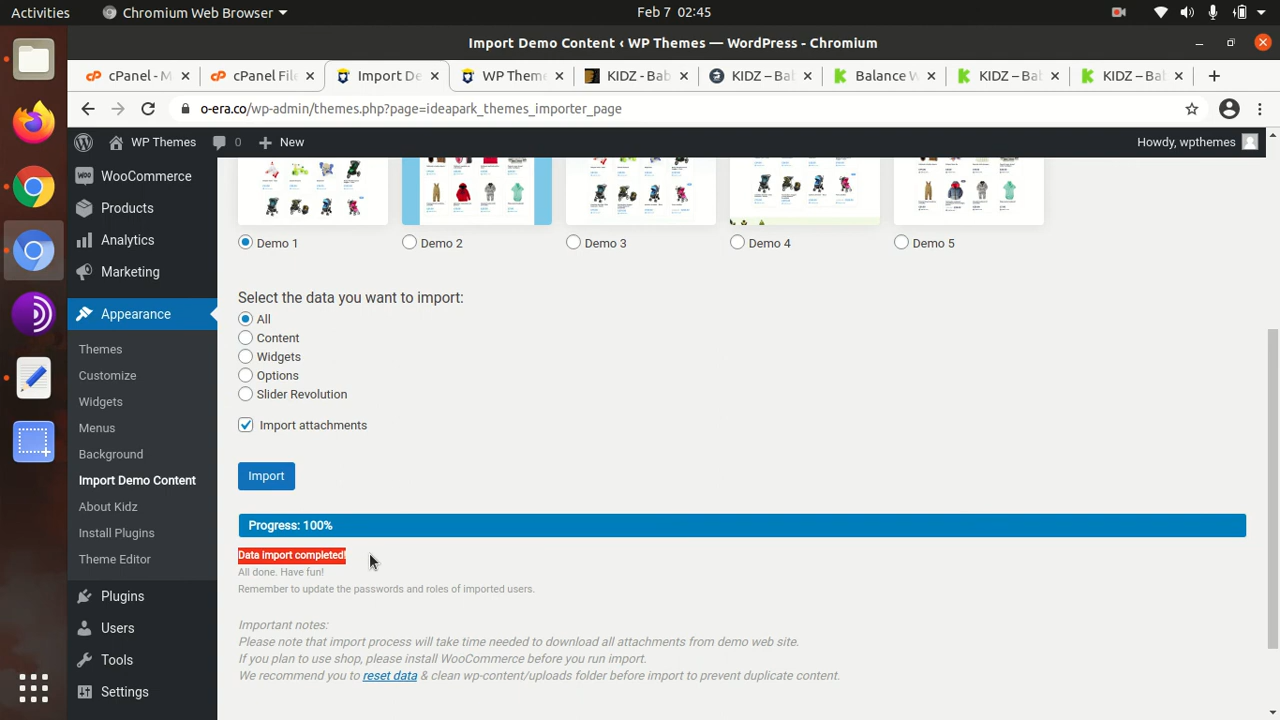 Activities
Chromium Web Browser
Feb 7 02:45
Import Demo Content ‹ WP Themes — WordPress - Chromium
cPanel - M
cPanel File
Import De
WP Theme
KIDZ - Bab
KIDZ – Bab
Balance W
KIDZ – Bab
KIDZ – Bab
o-era.co/wp-admin/themes.php?page=ideapark_themes_importer_page
WP Themes
0
New
Howdy, wpthemes
WooCommerce
Products
Analytics
Marketing
Appearance
Themes
Customize
Widgets
Menus
Background
Import Demo Content
About Kidz
Install Plugins
Theme Editor
Plugins
Users
Tools
Settings
Demo 1
Demo 2
Demo 3
Demo 4
Demo 5
Select the data you want to import:
All
Content
Widgets
Options
Slider Revolution
Import attachments
Import
Progress: 100%
Data import completed!
All done. Have fun!
Remember to update the passwords and roles of imported users.
Important notes:
Please note that import process will take time needed to download all attachments from demo web site.
If you plan to use shop, please install WooCommerce before you run import.
We recommend you to reset data & clean wp-content/uploads folder before import to prevent duplicate content.